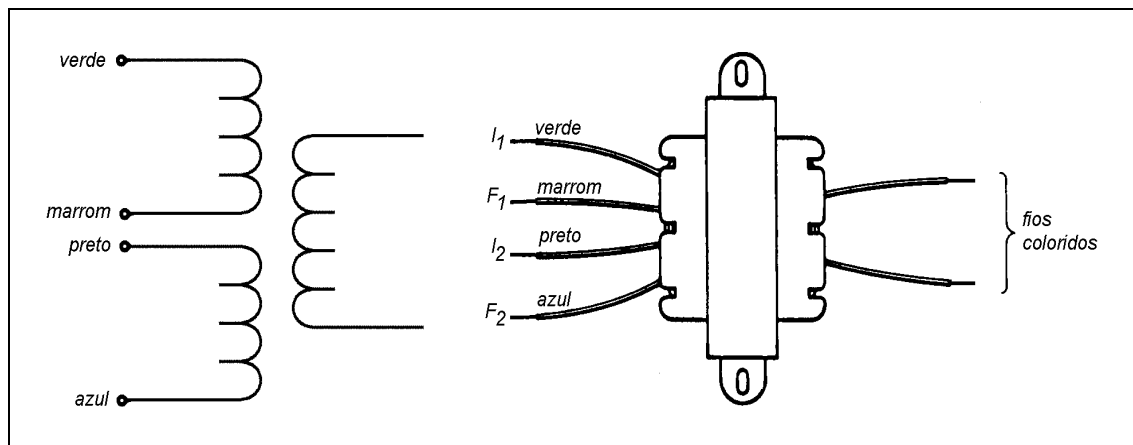 verde
marrom
preto
azul
I1 verde
F1 marrom
I2 preto
F2 azul
fios
coloridos